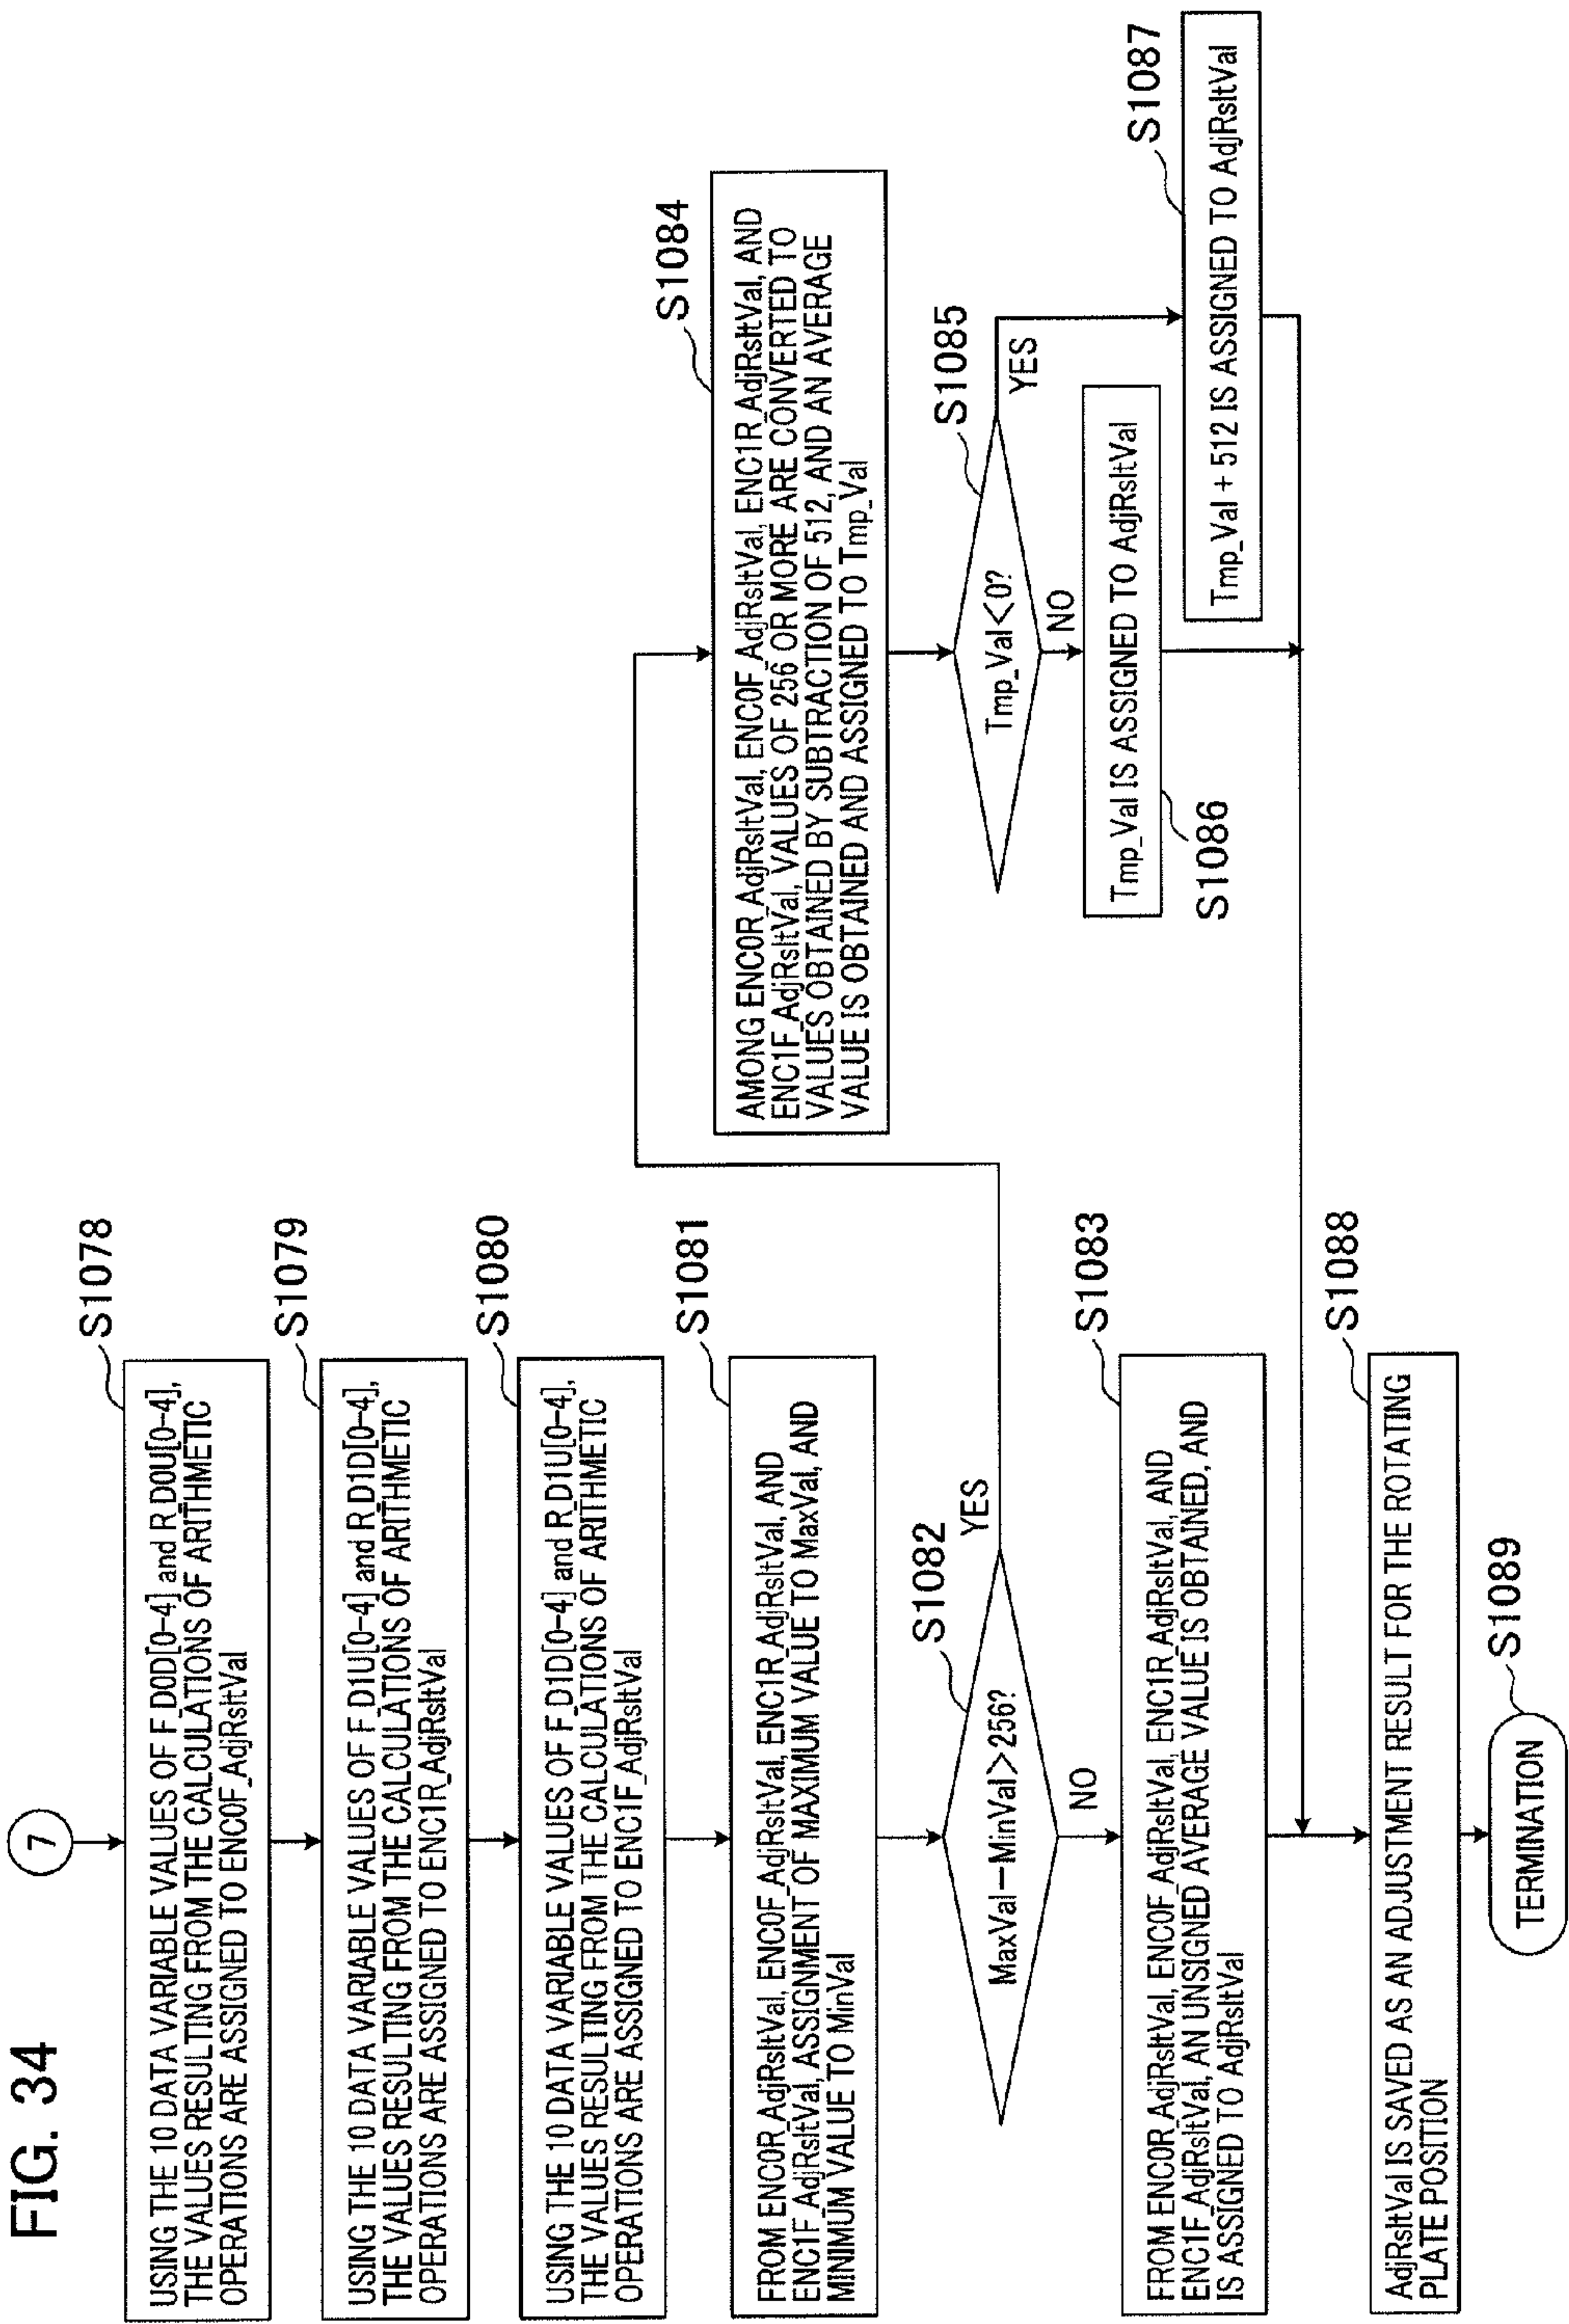 FIG. 34
7
S1078
USING THE 10 DATA VARIABLE VALUES OF F_D0D[0-4] and R_D0U[0-4],
THE VALUES RESULTING FROM THE CALCULATIONS OF ARITHMETIC
OPERATIONS ARE ASSIGNED TO ENC0F_AdjRsltVal
S1079
USING THE 10 DATA VARIABLE VALUES OF F_D1U[0-4] and R_D1D[0-4],
THE VALUES RESULTING FROM THE CALCULATIONS OF ARITHMETIC
OPERATIONS ARE ASSIGNED TO ENC1R_AdjRsltVal
S1080
USING THE 10 DATA VARIABLE VALUES OF F_D1D[0-4] and R_D1U[0-4],
THE VALUES RESULTING FROM THE CALCULATIONS OF ARITHMETIC
OPERATIONS ARE ASSIGNED TO ENC1F_AdjRsltVal
S1081
FROM ENC0R_AdjRsltVal, ENC0F_AdjRsltVal, ENC1R_AdjRsltVal, AND
ENC1F_AdjRsltVal, ASSIGNMENT OF MAXIMUM VALUE TO MaxVal, AND
MINIMUM VALUE TO MinVal
S1082
MaxVal－MinVal＞256?
YES
NO
S1083
FROM ENC0R_AdjRsltVal, ENC0F_AdjRsltVal, ENC1R_AdjRsltVal, AND
ENC1F_AdjRsltVal, AN UNSIGNED AVERAGE VALUE IS OBTAINED, AND
IS ASSIGNED TO AdjRsltVal
S1084
AMONG ENC0R_AdjRsltVal, ENC0F_AdjRsltVal, ENC1R_AdjRsltVal, AND
ENC1F_AdjRsltVal, VALUES OF 256 OR MORE ARE CONVERTED TO
VALUES OBTAINED BY SUBTRACTION OF 512, AND AN AVERAGE
VALUE IS OBTAINED AND ASSIGNED TO Tmp_Val
S1085
Tmp_Val＜0?
YES
NO
Tmp_Val IS ASSIGNED TO AdjRsltVal
S1086
S1087
Tmp_Val + 512 IS ASSIGNED TO AdjRsltVal
S1088
AdjRsltVal IS SAVED AS AN ADJUSTMENT RESULT FOR THE ROTATING
PLATE POSITION
S1089
TERMINATION